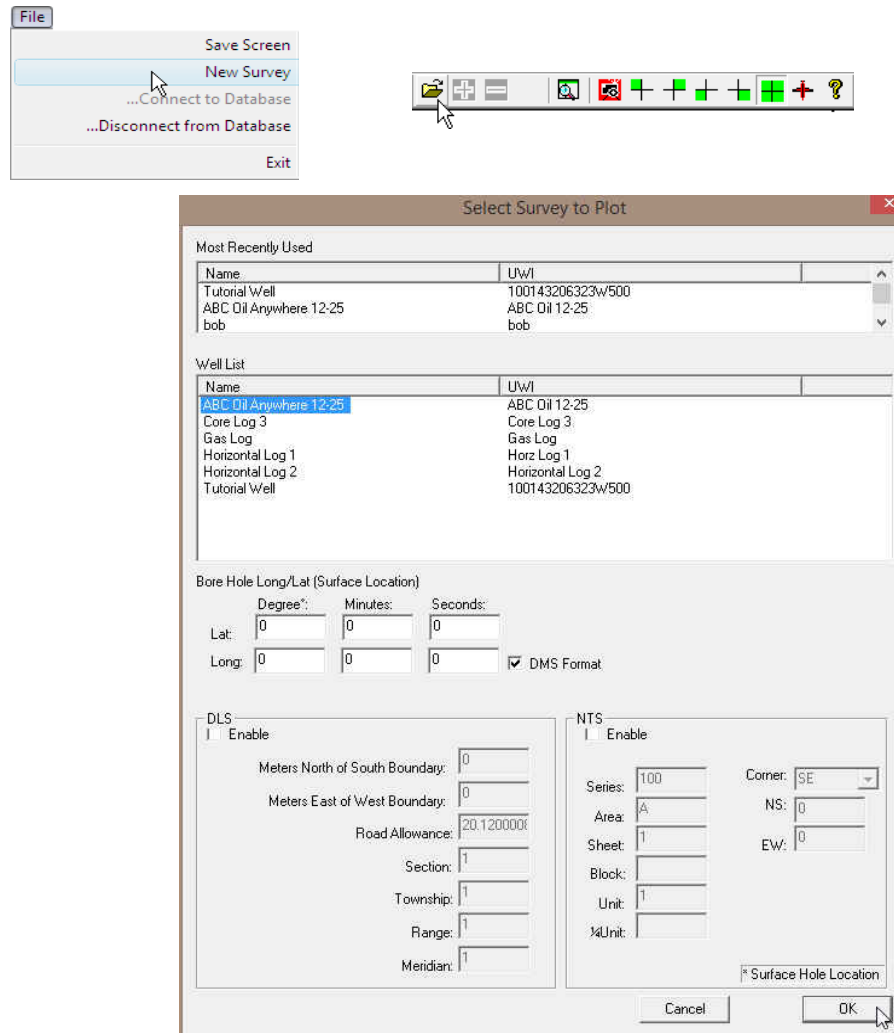 File
Save Screen
New Survey
...Connect to Database
...Disconnect from Database
Exit
Select Survey to Plot
Most Recently Used
Name UWI
Tutorial Well 100143206323W500
ABC Oil Anywhere 12-25 ABC Oil 12-25
bob bob
Well List
Name UWI
ABC Oil Anywhere 12-25 ABC Oil 12-25
Core Log 3 Core Log 3
Gas Log Gas Log
Horizontal Log 1 Horz Log 1
Horizontal Log 2 Horizontal Log 2
Tutorial Well 100143206323W500
Bore Hole Long/Lat (Surface Location)
Degree*: Minutes: Seconds:
Lat: 0 0 0
Long: 0 0 0 DMS Format
DLS
Enable
Meters North of South Boundary: 0
Meters East of West Boundary: 0
Road Allowance: 20.1200008
Section: 1
Township: 1
Range: 1
Meridian: 1
NTS
Enable
Series: 100
Area: A
Sheet: 1
Block:
Unit: 1
¼Unit:
Corner: SE
NS: 0
EW: 0
* Surface Hole Location
Cancel OK